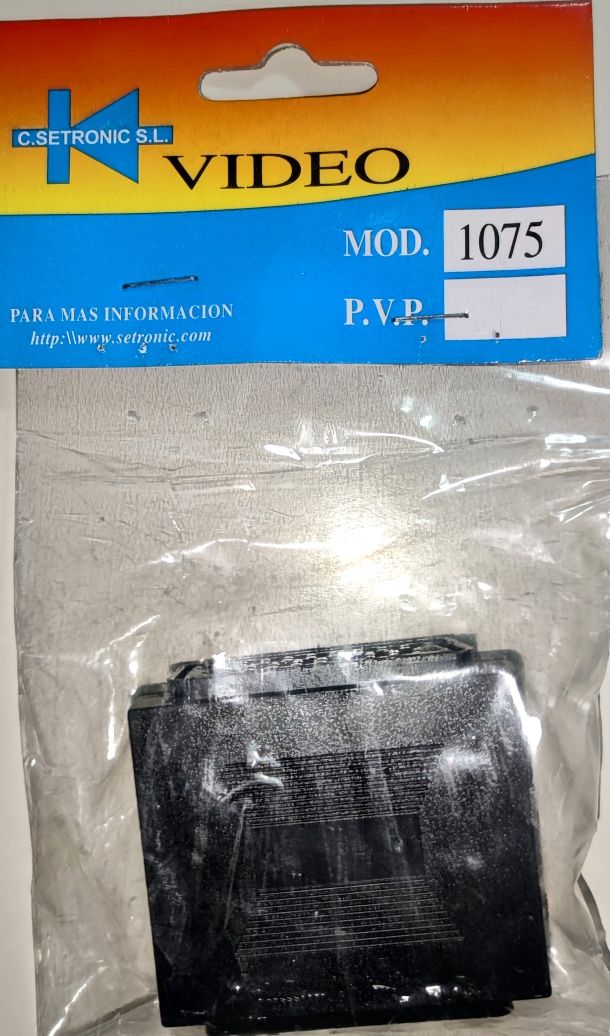 C.SETRONIC S.L.
VIDEO
MOD. 1075
P.V.P.
PARA MAS INFORMACION
http:\\www.setronic.com